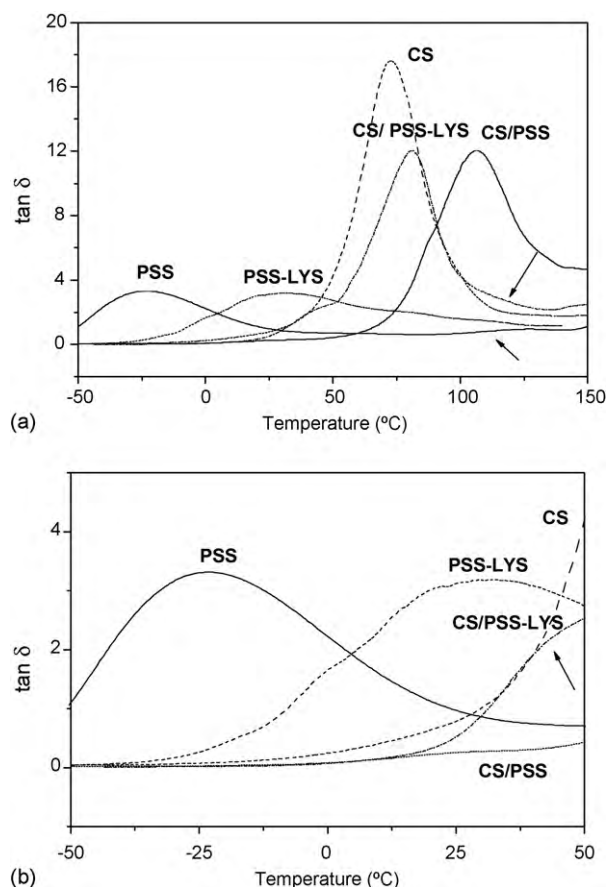 (a)
20
16
12
8
4
0
tan δ
CS
CS/ PSS-LYS
CS/PSS
PSS
PSS-LYS
-50
0
50
100
150
Temperature (ºC)
(b)
4
2
0
tan δ
PSS
CS
PSS-LYS
CS/PSS-LYS
CS/PSS
-50
-25
0
25
50
Temperature (ºC)